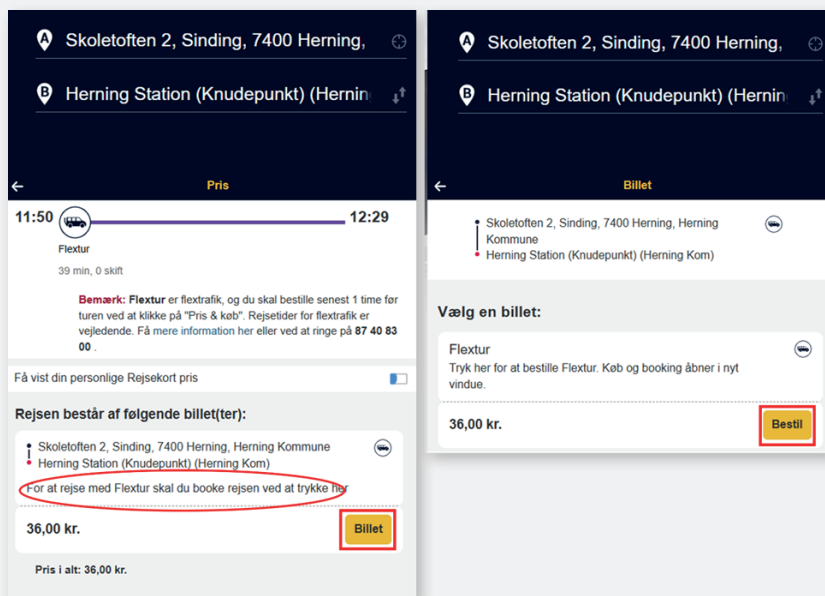 A Skoletoften 2, Sinding, 7400 Herning,
B Herning Station (Knudepunkt) (Hernin
Pris
11:50 12:29
Flextur
39 min, 0 skift
Bemærk: Flextur er flextrafik, og du skal bestille senest 1 time før
turen ved at klikke på "Pris & køb". Rejsetider for flextrafik er
vejledende. Få mere information her eller ved at ringe på 87 40 83
00 .
Få vist din personlige Rejsekort pris
Rejsen består af følgende billet(ter):
Skoletoften 2, Sinding, 7400 Herning, Herning Kommune
Herning Station (Knudepunkt) (Herning Kom)
For at rejse med Flextur skal du booke rejsen ved at trykke her
36,00 kr. Billet
Pris i alt: 36,00 kr.
A Skoletoften 2, Sinding, 7400 Herning,
B Herning Station (Knudepunkt) (Hernin
Billet
Skoletoften 2, Sinding, 7400 Herning, Herning
Kommune
Herning Station (Knudepunkt) (Herning Kom)
Vælg en billet:
Flextur
Tryk her for at bestille Flextur. Køb og booking åbner i nyt
vindue.
36,00 kr. Bestil